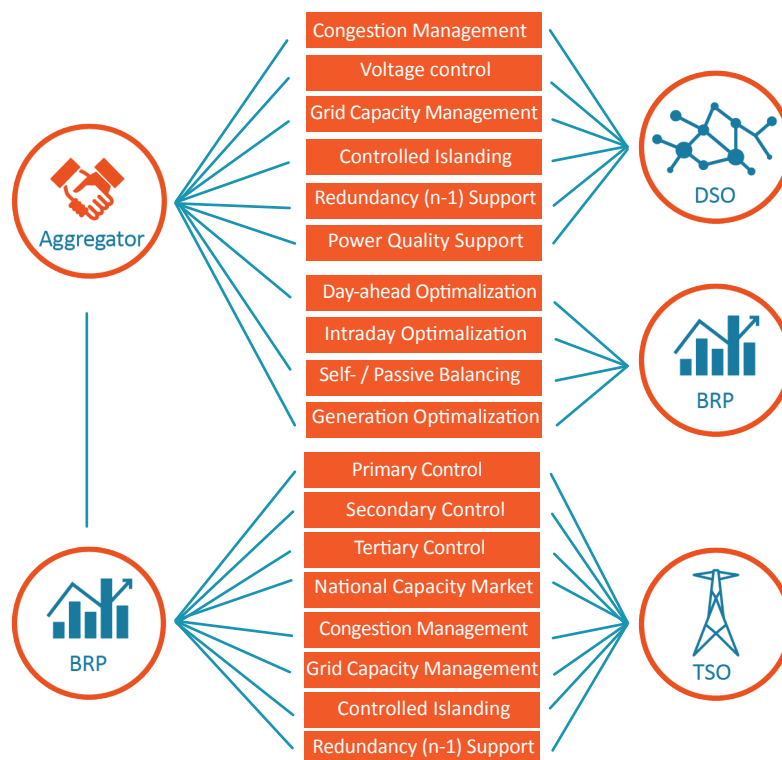 Congestion Management
Voltage control
Grid Capacity Management
Controlled Islanding
Redundancy (n-1) Support
Power Quality Support
Day-ahead Optimalization
Intraday Optimalization
Self- / Passive Balancing
Generation Optimalization
Primary Control
Secondary Control
Tertiary Control
National Capacity Market
Congestion Management
Grid Capacity Management
Controlled Islanding
Redundancy (n-1) Support
Aggregator
BRP
DSO
BRP
TSO